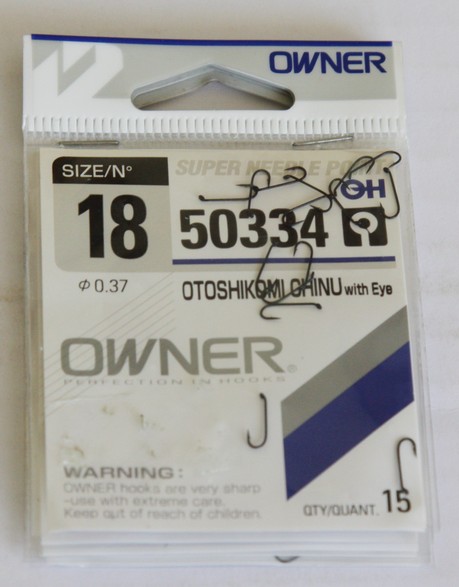 OWNER
SIZE/Nº
SUPER NEEDLE POINT
18
50334
OH
Φ 0.37
OTOSHIKOMI CHINU with Eye
OWNER®
PERFECTION IN HOOKS
WARNING:
OWNER hooks are very sharp
-use with extreme care.
Keep out of reach of children.
QTY/QUANT. 15